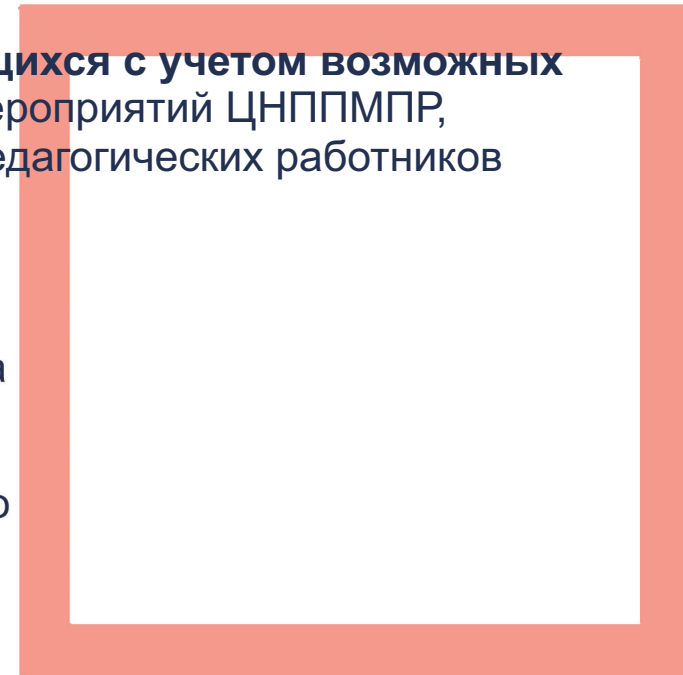 щихся с учетом возможных
ероприятий ЦНППМПР,
едагогических работников
а
о